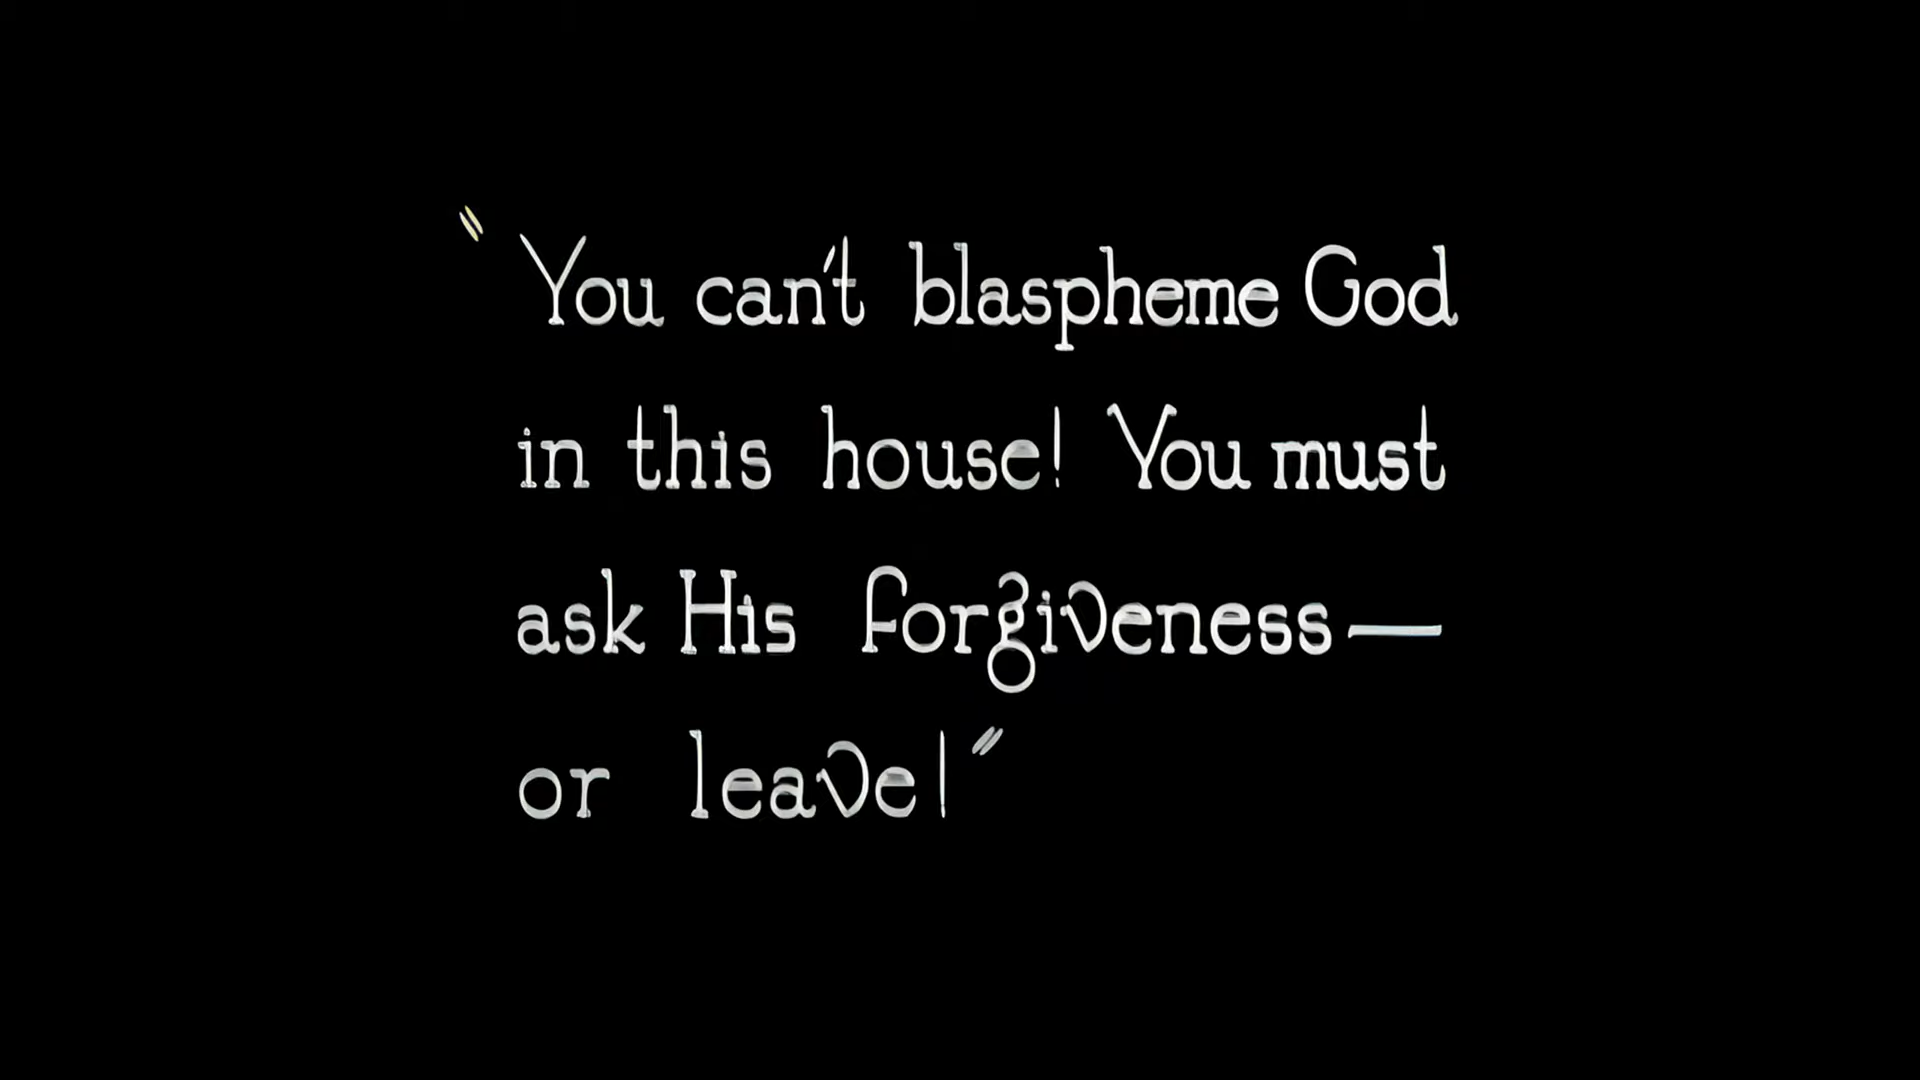 "You can't blaspheme God
in this house! You must
ask His forgiveness—
or leave!"